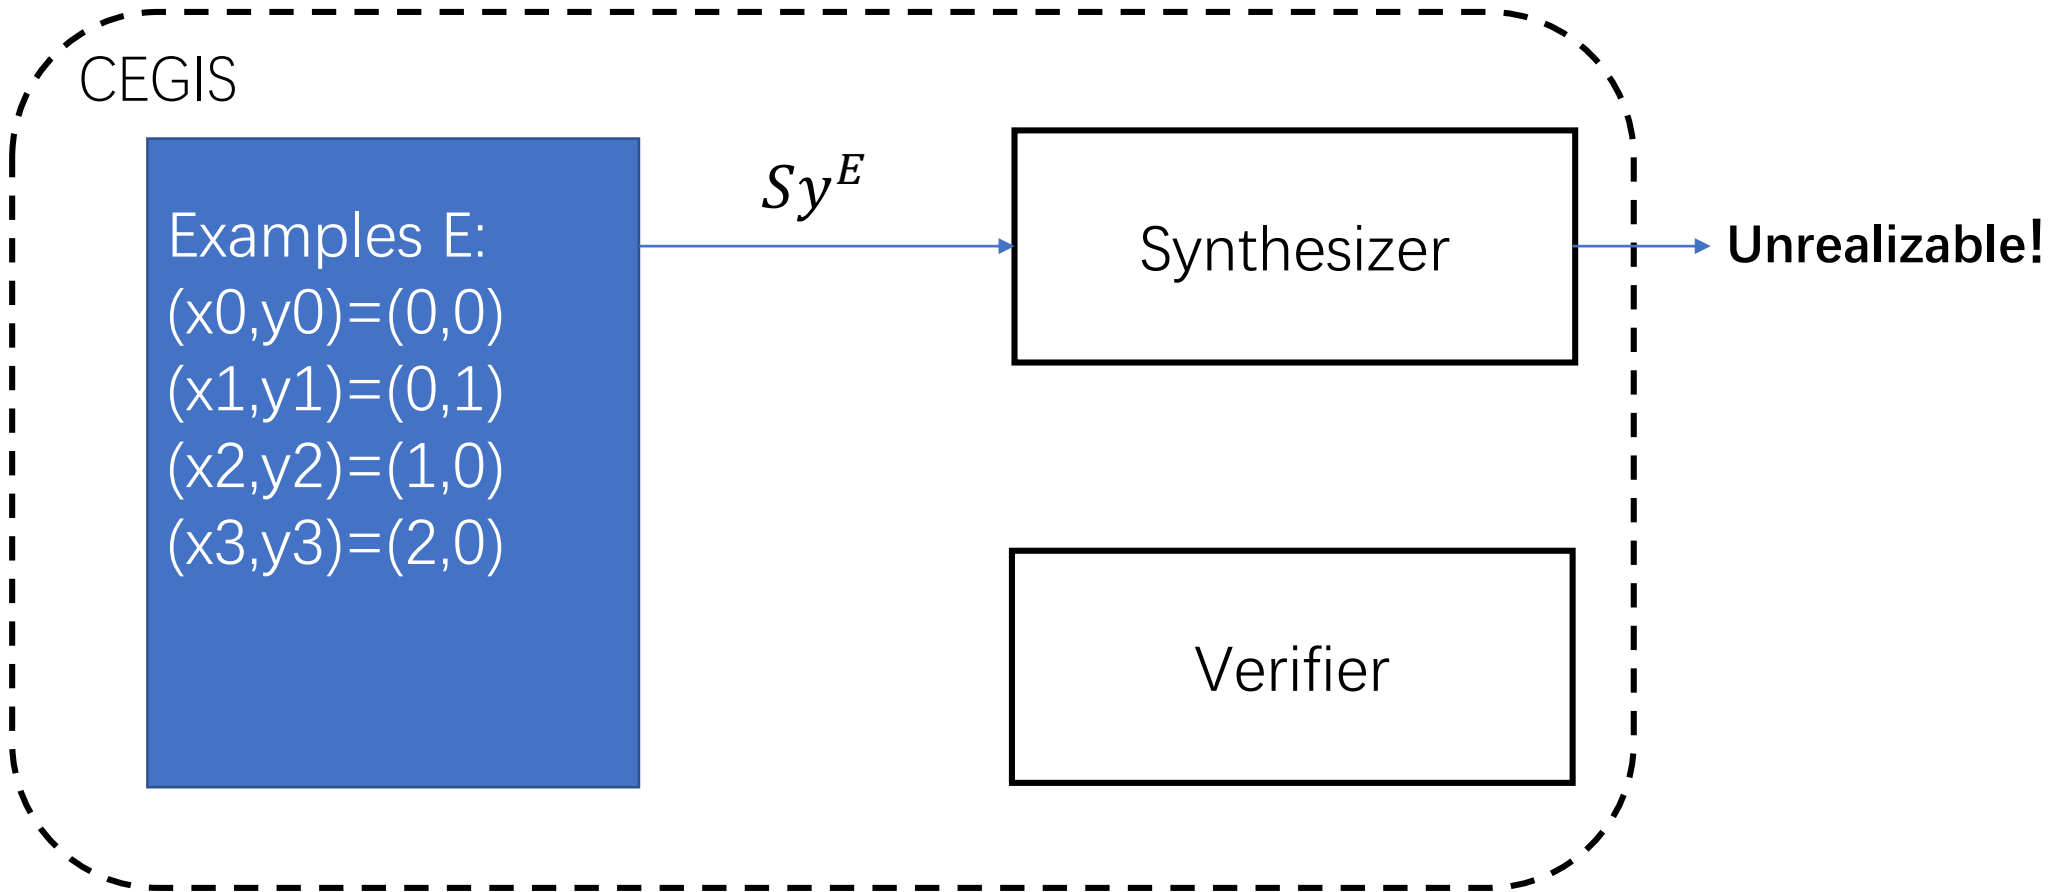 CEGIS
Examples E:
(x0,y0)=(0,0)
(x1,y1)=(0,1)
(x2,y2)=(1,0)
(x3,y3)=(2,0)
Sy^E
Synthesizer
Unrealizable!
Verifier